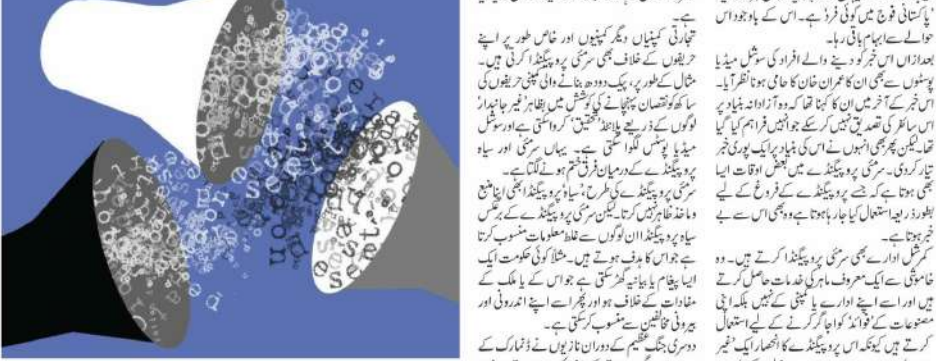 'پاکستانی فوج میں کوئی فرد' ہے۔ اس کے باوجود اس
حوالے سے ابہام باقی رہا۔
بعد ازاں اس خبر کو دینے والے افراد کی سوشل میڈیا
پوسٹوں سے بھی ان کا عمران خان کا حامی ہونا نظر آیا۔
اس خبر کے آخر میں ان کا کہنا تھا کہ وہ آزادانہ بنیاد پر
اس سائفر کی تصدیق نہیں کر سکے جو انہیں فراہم کیا گیا
تھا۔ لیکن پھر بھی انہوں نے اس کی بنیاد پر ایک پوری خبر
تیار کر دی۔ سرمئی پروپیگنڈے میں بعض اوقات ایسا
بھی ہوتا ہے کہ جسے پروپیگنڈے کے فروغ کے لیے
بطور ذریعہ استعمال کیا جا رہا ہوتا ہے وہ بھی اس سے بے
خبر ہوتا ہے۔
کمرشل ادارے بھی سرمئی پروپیگنڈا کرتے ہیں۔ وہ
خاموشی سے ایک معروف ماہر کی خدمات حاصل کرتے
ہیں اور اسے اپنے ادارے یا کمپنی کے نہیں بلکہ اپنی
مصنوعات کے 'فوائد' کو اجاگر کرنے کے لیے استعمال
کرتے ہیں کیونکہ اس پروپیگنڈے کا انحصار ایک 'غیر
ہے۔
تجارتی کمپنیاں دیگر کمپنیوں اور خاص طور پر اپنے
حریفوں کے خلاف بھی سرمئی پروپیگنڈا کرتی ہیں۔
مثال کے طور پر، پیک دودھ بنانے والی کمپنی حریفوں کی
ساکھ کو نقصان پہنچانے کی کوشش میں بظاہر 'غیر جانبدار'
لوگوں کے ذریعے پلانٹڈ 'تحقیق' کروا سکتی ہے اور سوشل
میڈیا پوسٹس لگوا سکتی ہے۔ یہاں سرمئی اور سیاہ
پروپیگنڈے کے درمیان فرق ختم ہونے لگتا ہے۔
سرمئی پروپیگنڈے کی طرح، 'سیاہ' پروپیگنڈا بھی اپنا منبع
و ماخذ ظاہر نہیں کرتا۔ لیکن سرمئی پروپیگنڈے کے برعکس
سیاہ پروپیگنڈا ان لوگوں سے غلط معلومات منسوب کرتا
ہے جو اس کا ہدف ہوتے ہیں۔ مثلاً کوئی حکومت ایک
ایسا پیغام یا بیانیہ گھڑ سکتی ہے جو اس کے یا ملک کے
مفادات کے خلاف ہو اور پھر اسے اپنے اندرونی اور
بیرونی مخالفین سے منسوب کر سکتی ہے۔
دوسری جنگ عظیم کے دوران نازیوں نے ڈنمارک کے